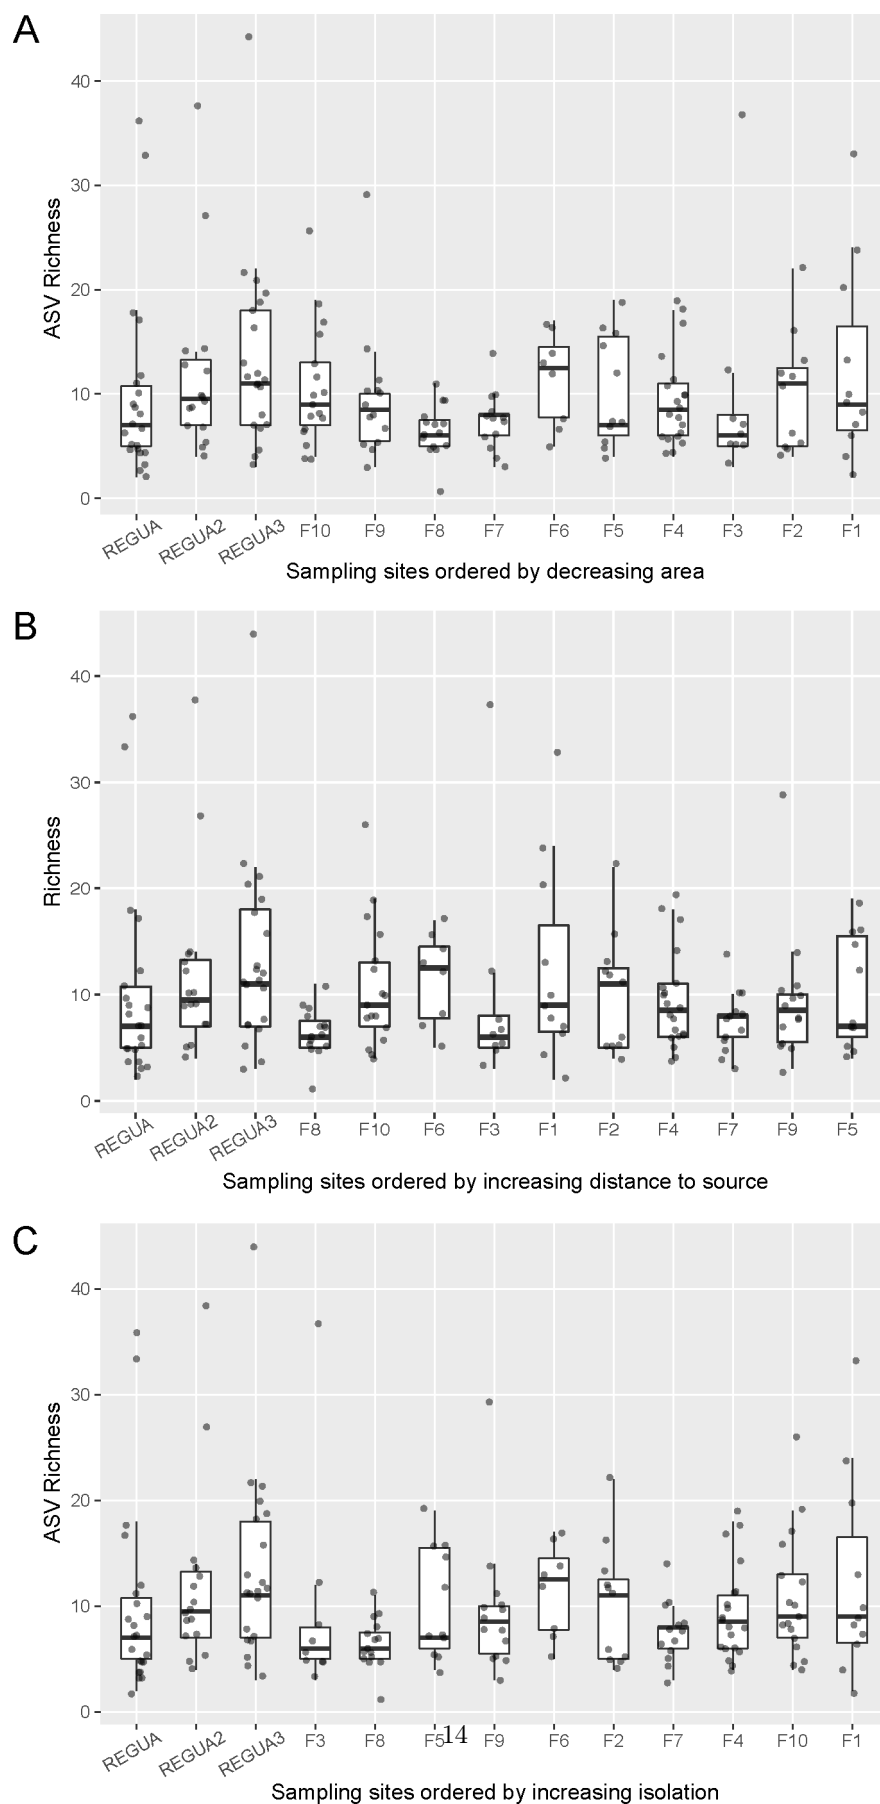 A
40
30
20
10
0
ASV Richness
REGUA REGUA2 REGUA3 F10 F9 F8 F7 F6 F5 F4 F3 F2 F1
Sampling sites ordered by decreasing area
B
40
30
20
10
0
Richness
REGUA REGUA2 REGUA3 F8 F10 F6 F3 F1 F2 F4 F7 F9 F5
Sampling sites ordered by increasing distance to source
C
40
30
20
10
0
ASV Richness
REGUA REGUA2 REGUA3 F3 F8 F5 F9 F6 F2 F7 F4 F10 F1
14
Sampling sites ordered by increasing isolation